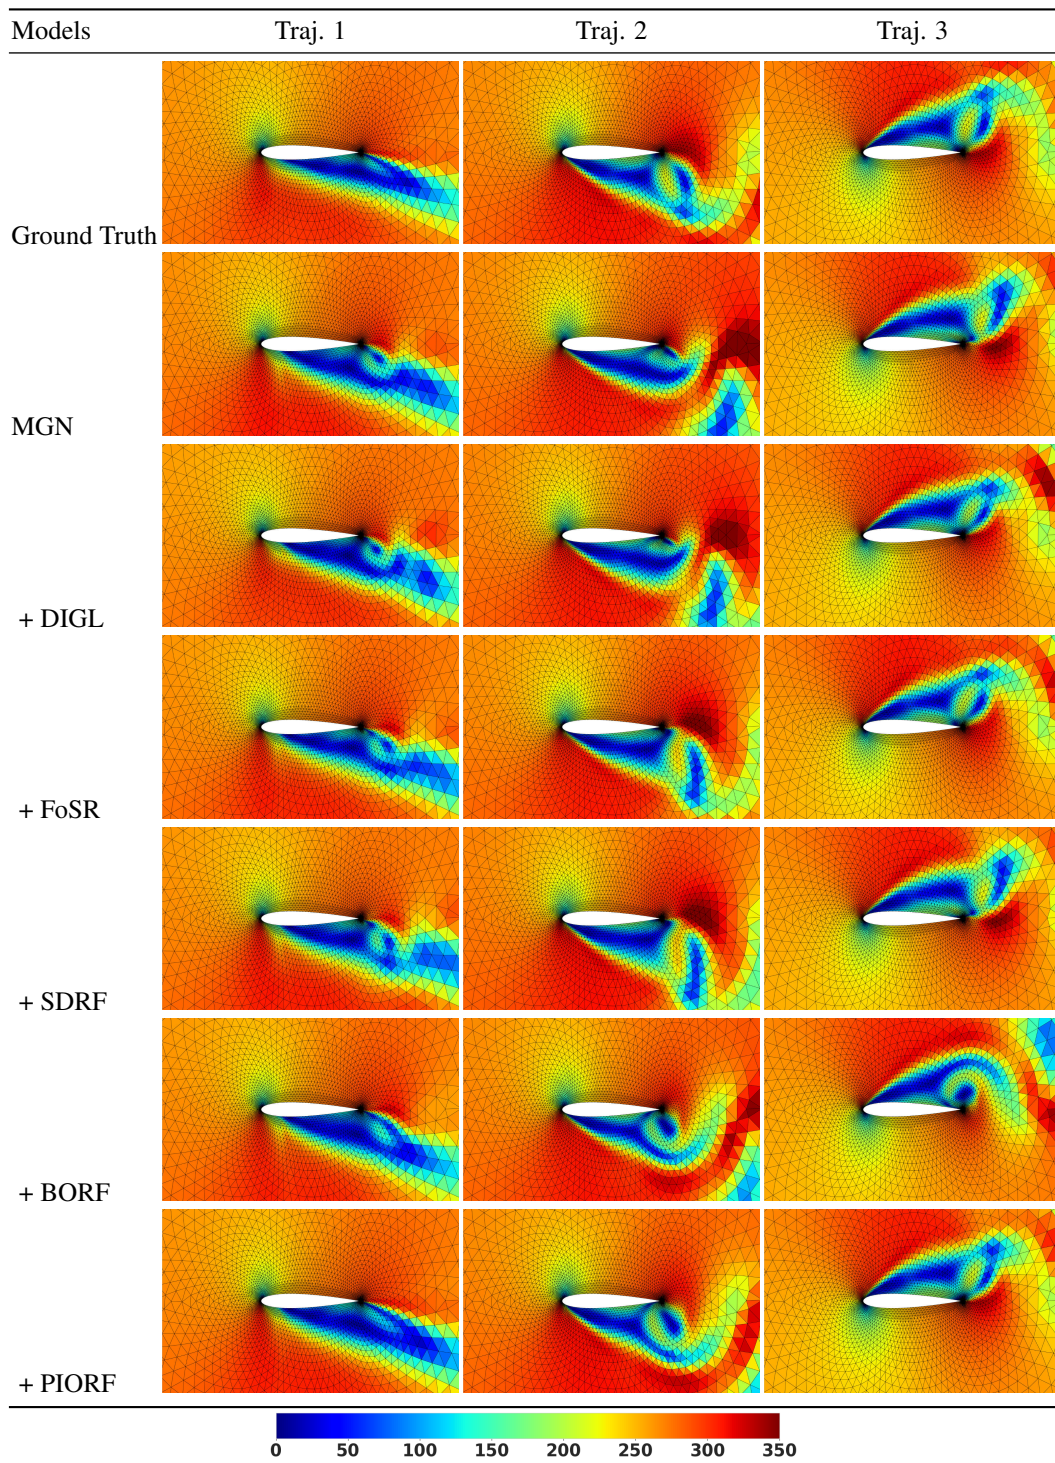 Models Traj. 1 Traj. 2 Traj. 3
Ground Truth
MGN
+ DIGL
+ FoSR
+ SDRF
+ BORF
+ PIORF
0 50 100 150 200 250 300 350